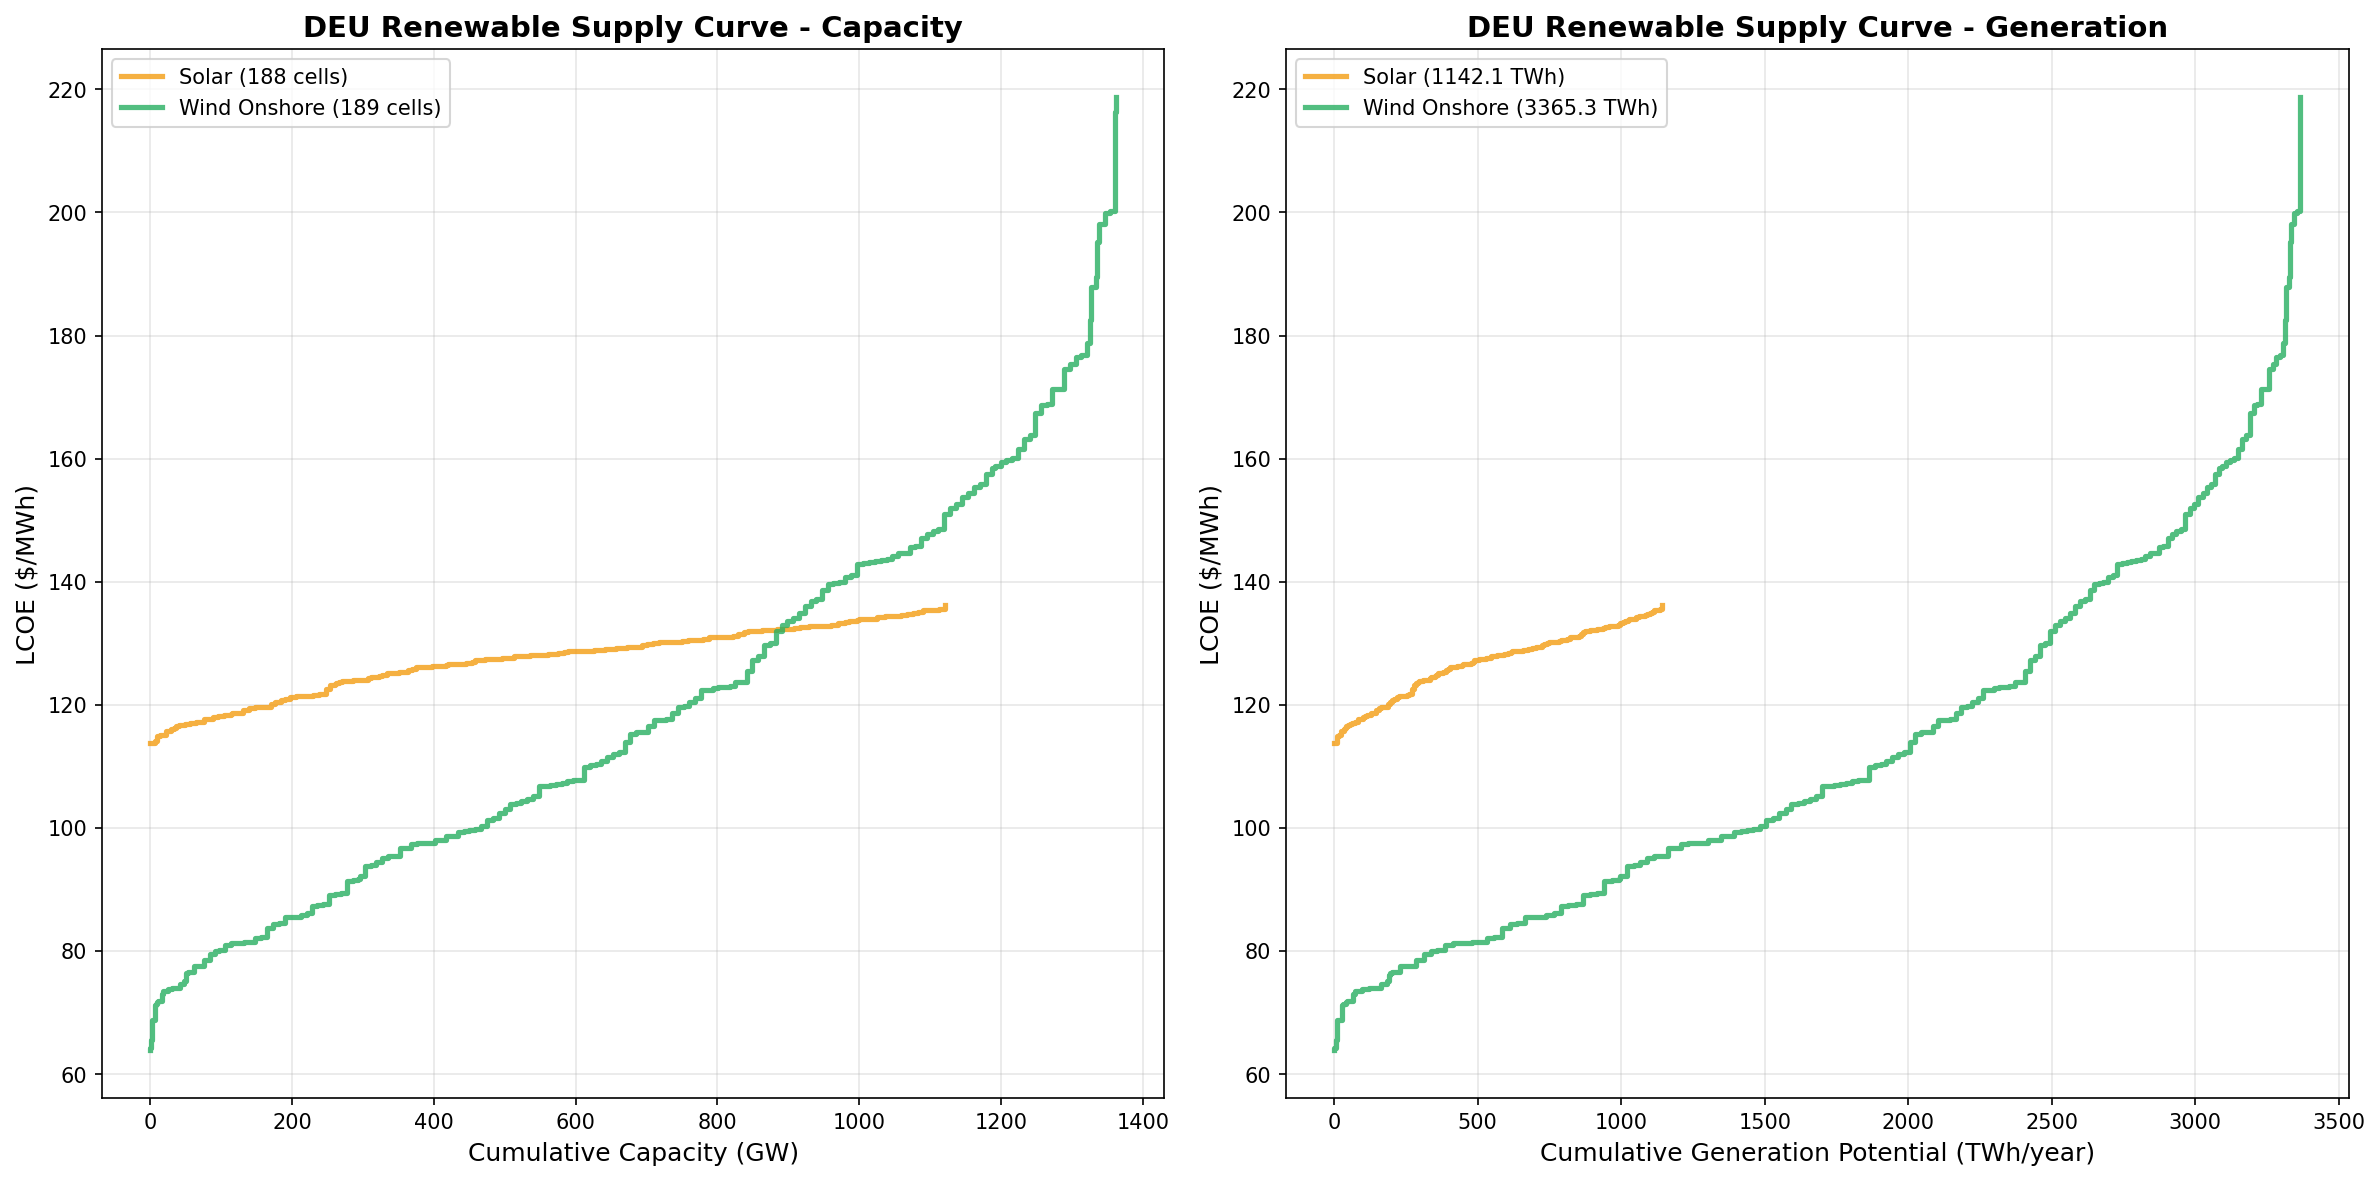 DEU Renewable Supply Curve - Capacity
Solar (188 cells)
Wind Onshore (189 cells)
220
200
180
160
140
120
100
80
60
LCOE ($/MWh)
0 200 400 600 800 1000 1200 1400
Cumulative Capacity (GW)
DEU Renewable Supply Curve - Generation
Solar (1142.1 TWh)
Wind Onshore (3365.3 TWh)
220
200
180
160
140
120
100
80
60
LCOE ($/MWh)
0 500 1000 1500 2000 2500 3000 3500
Cumulative Generation Potential (TWh/year)